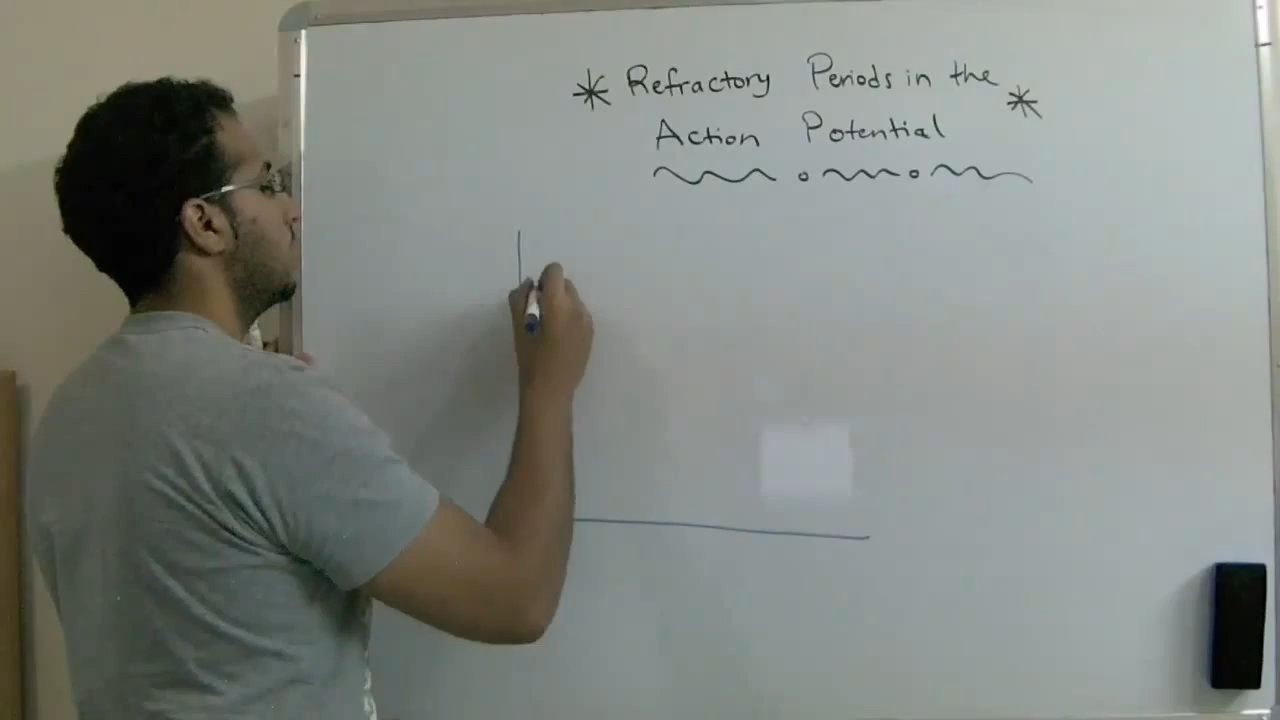 * Refractory Periods in the *
Action Potential